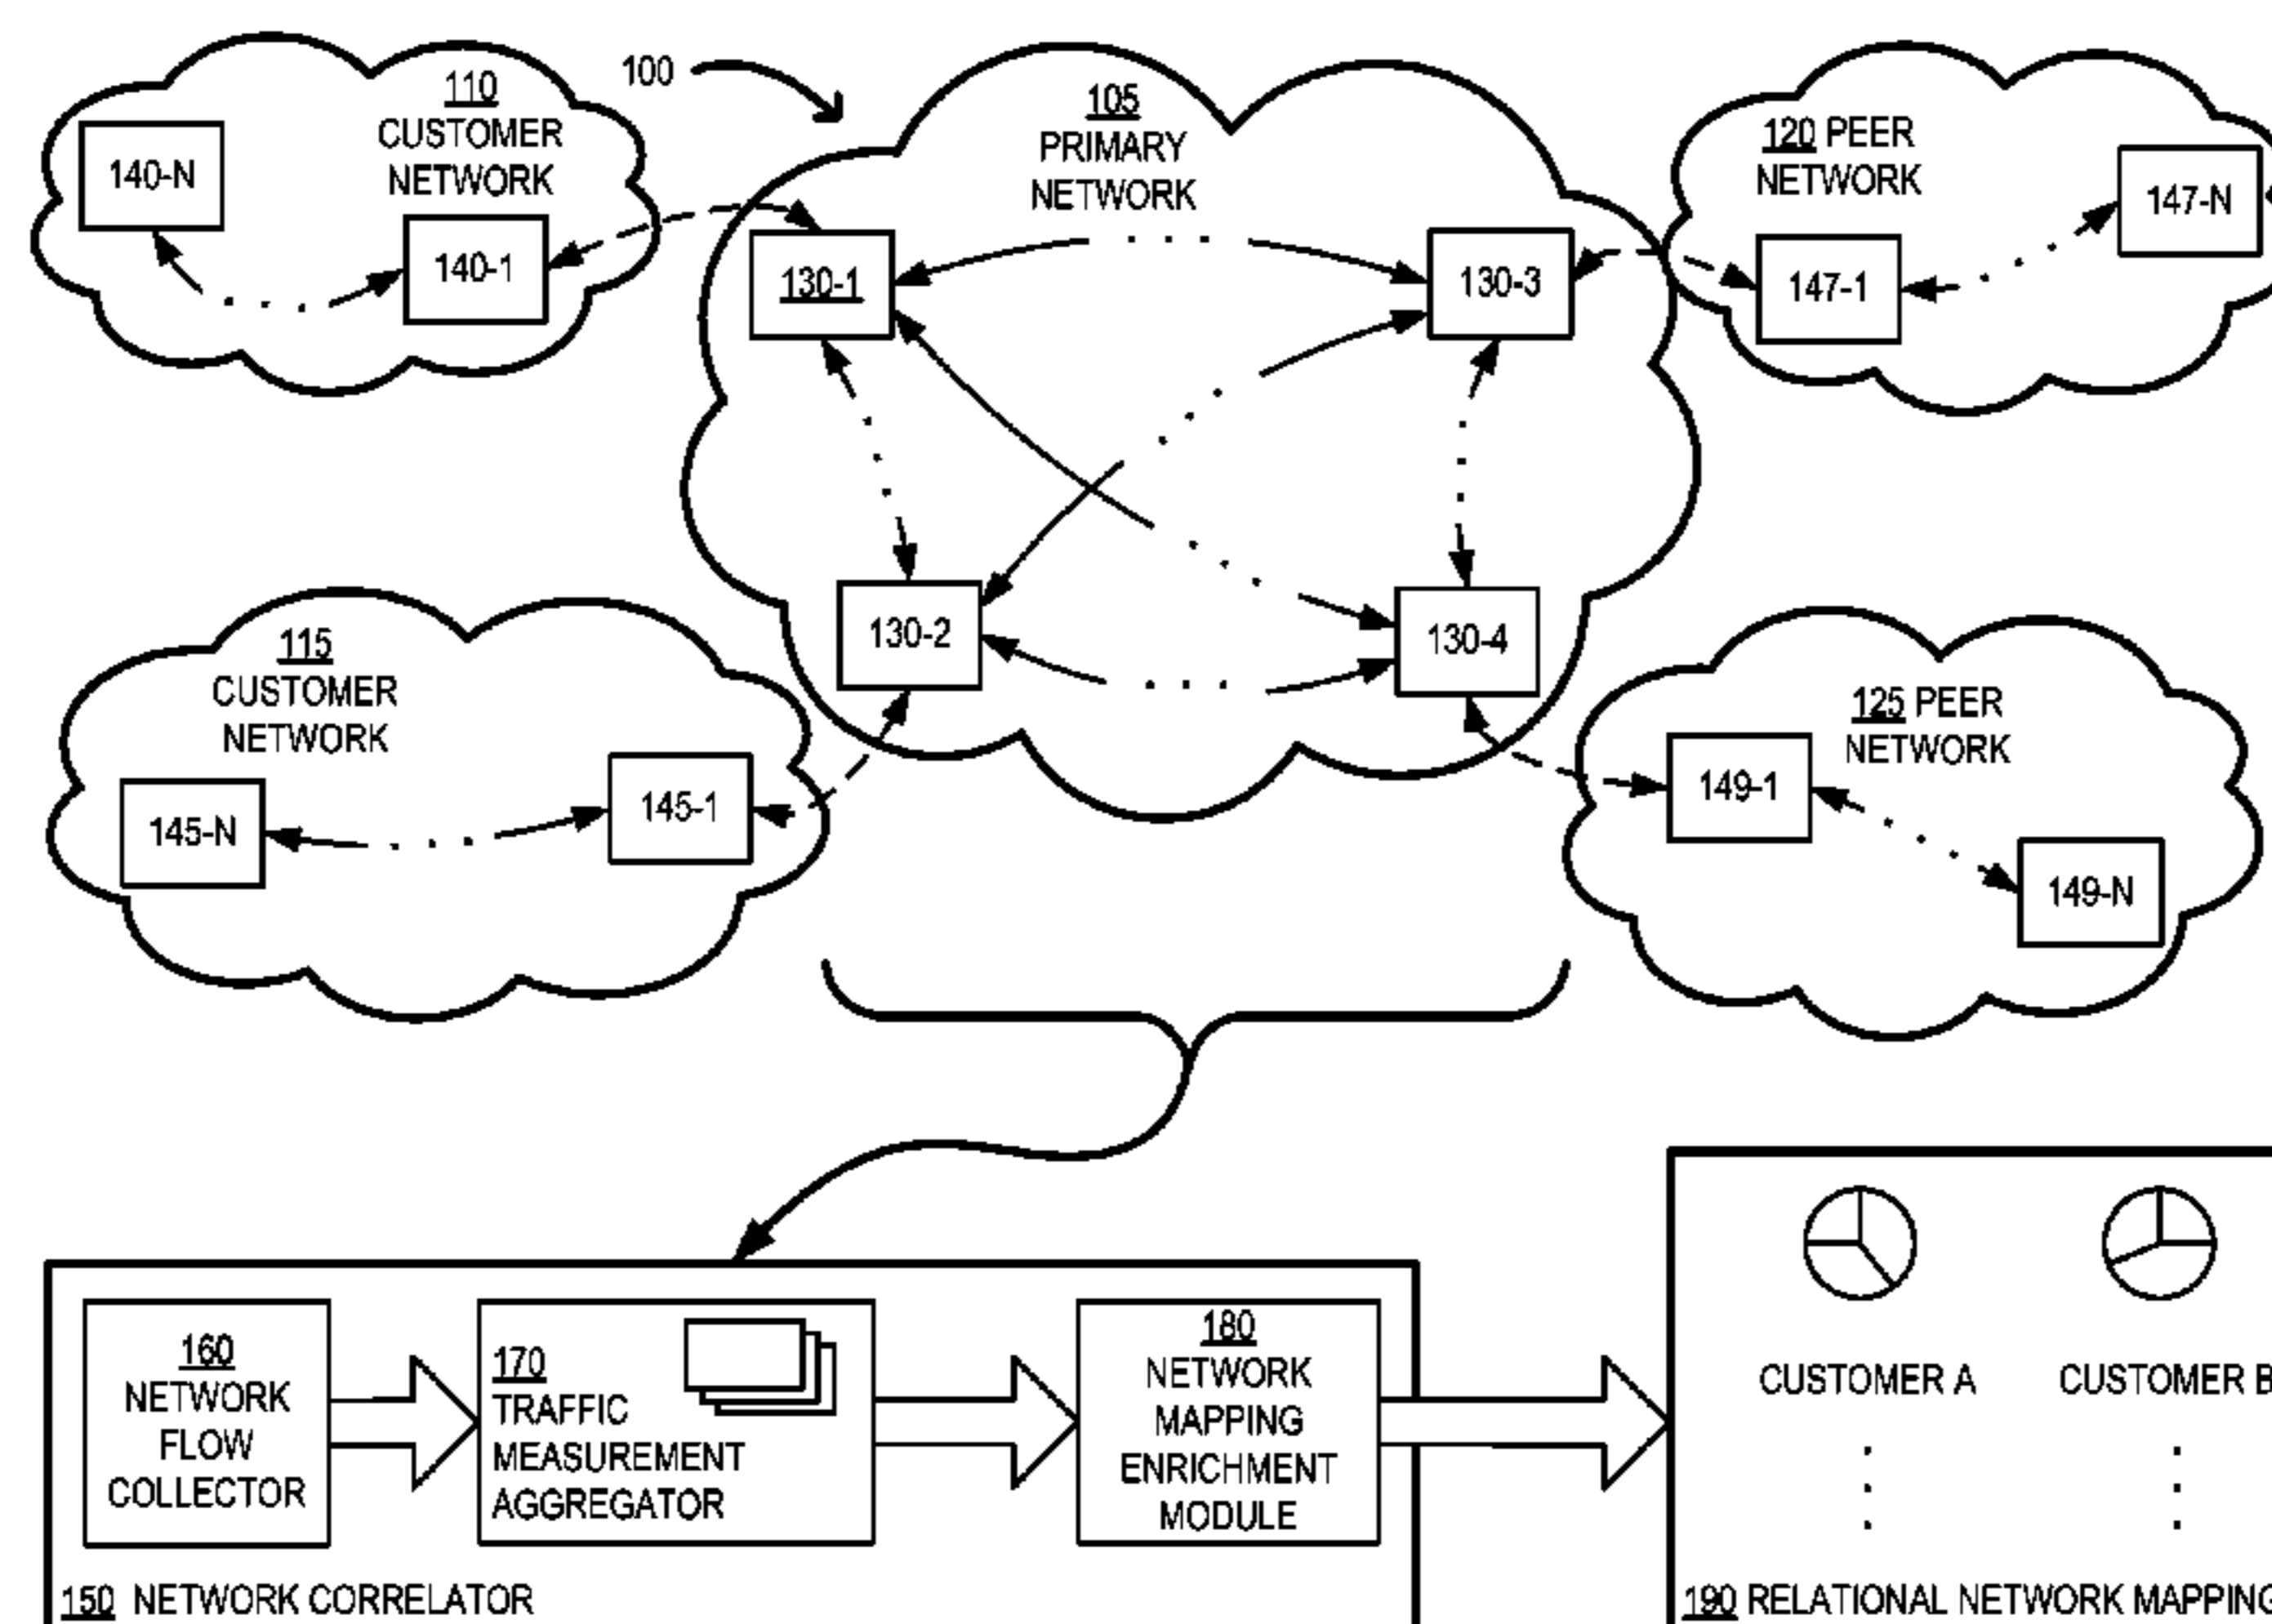 100
110
CUSTOMER
NETWORK
140-N
140-1
105
PRIMARY
NETWORK
130-1
130-3
130-2
130-4
120 PEER
NETWORK
147-N
147-1
115
CUSTOMER
NETWORK
145-N
145-1
125 PEER
NETWORK
149-1
149-N
160
NETWORK
FLOW
COLLECTOR
170
TRAFFIC
MEASUREMENT
AGGREGATOR
180
NETWORK
MAPPING
ENRICHMENT
MODULE
150 NETWORK CORRELATOR
CUSTOMER A
CUSTOMER B
190 RELATIONAL NETWORK MAPPING